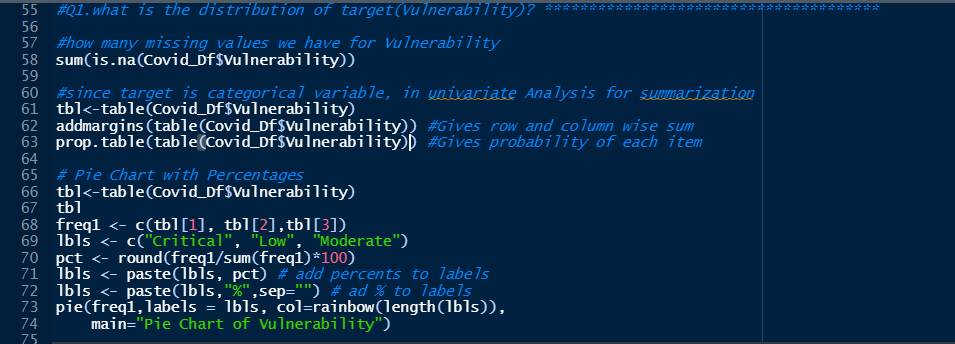 55 #Q1.what is the distribution of target(Vulnerability)? **************************************
56
57 #how many missing values we have for Vulnerability
58 sum(is.na(Covid_Df$Vulnerability))
59
60 #since target is categorical variable, in univariate Analysis for summarization
61 tbl<-table(Covid_Df$Vulnerability)
62 addmargins(table(Covid_Df$Vulnerability)) #Gives row and column wise sum
63 prop.table(table(Covid_Df$Vulnerability)) #Gives probability of each item
64
65 # Pie Chart with Percentages
66 tbl<-table(Covid_Df$Vulnerability)
67 tbl
68 freq1 <- c(tbl[1], tbl[2],tbl[3])
69 lbls <- c("Critical", "Low", "Moderate")
70 pct <- round(freq1/sum(freq1)*100)
71 lbls <- paste(lbls, pct) # add percents to labels
72 lbls <- paste(lbls,"%",sep="") # ad % to labels
73 pie(freq1,labels = lbls, col=rainbow(length(lbls)),
74 main="Pie Chart of Vulnerability")
75